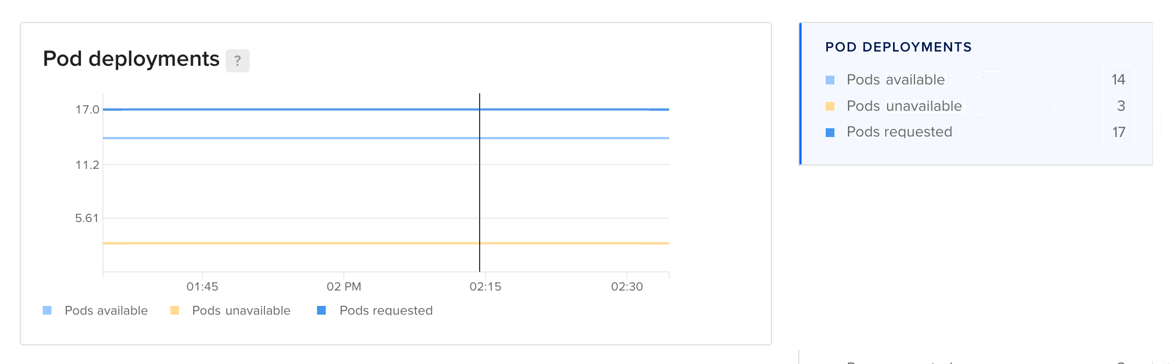 Pod deployments ?
17.0
11.2
5.61
01:45 02 PM 02:15 02:30
Pods available Pods unavailable Pods requested
POD DEPLOYMENTS
Pods available 14
Pods unavailable 3
Pods requested 17